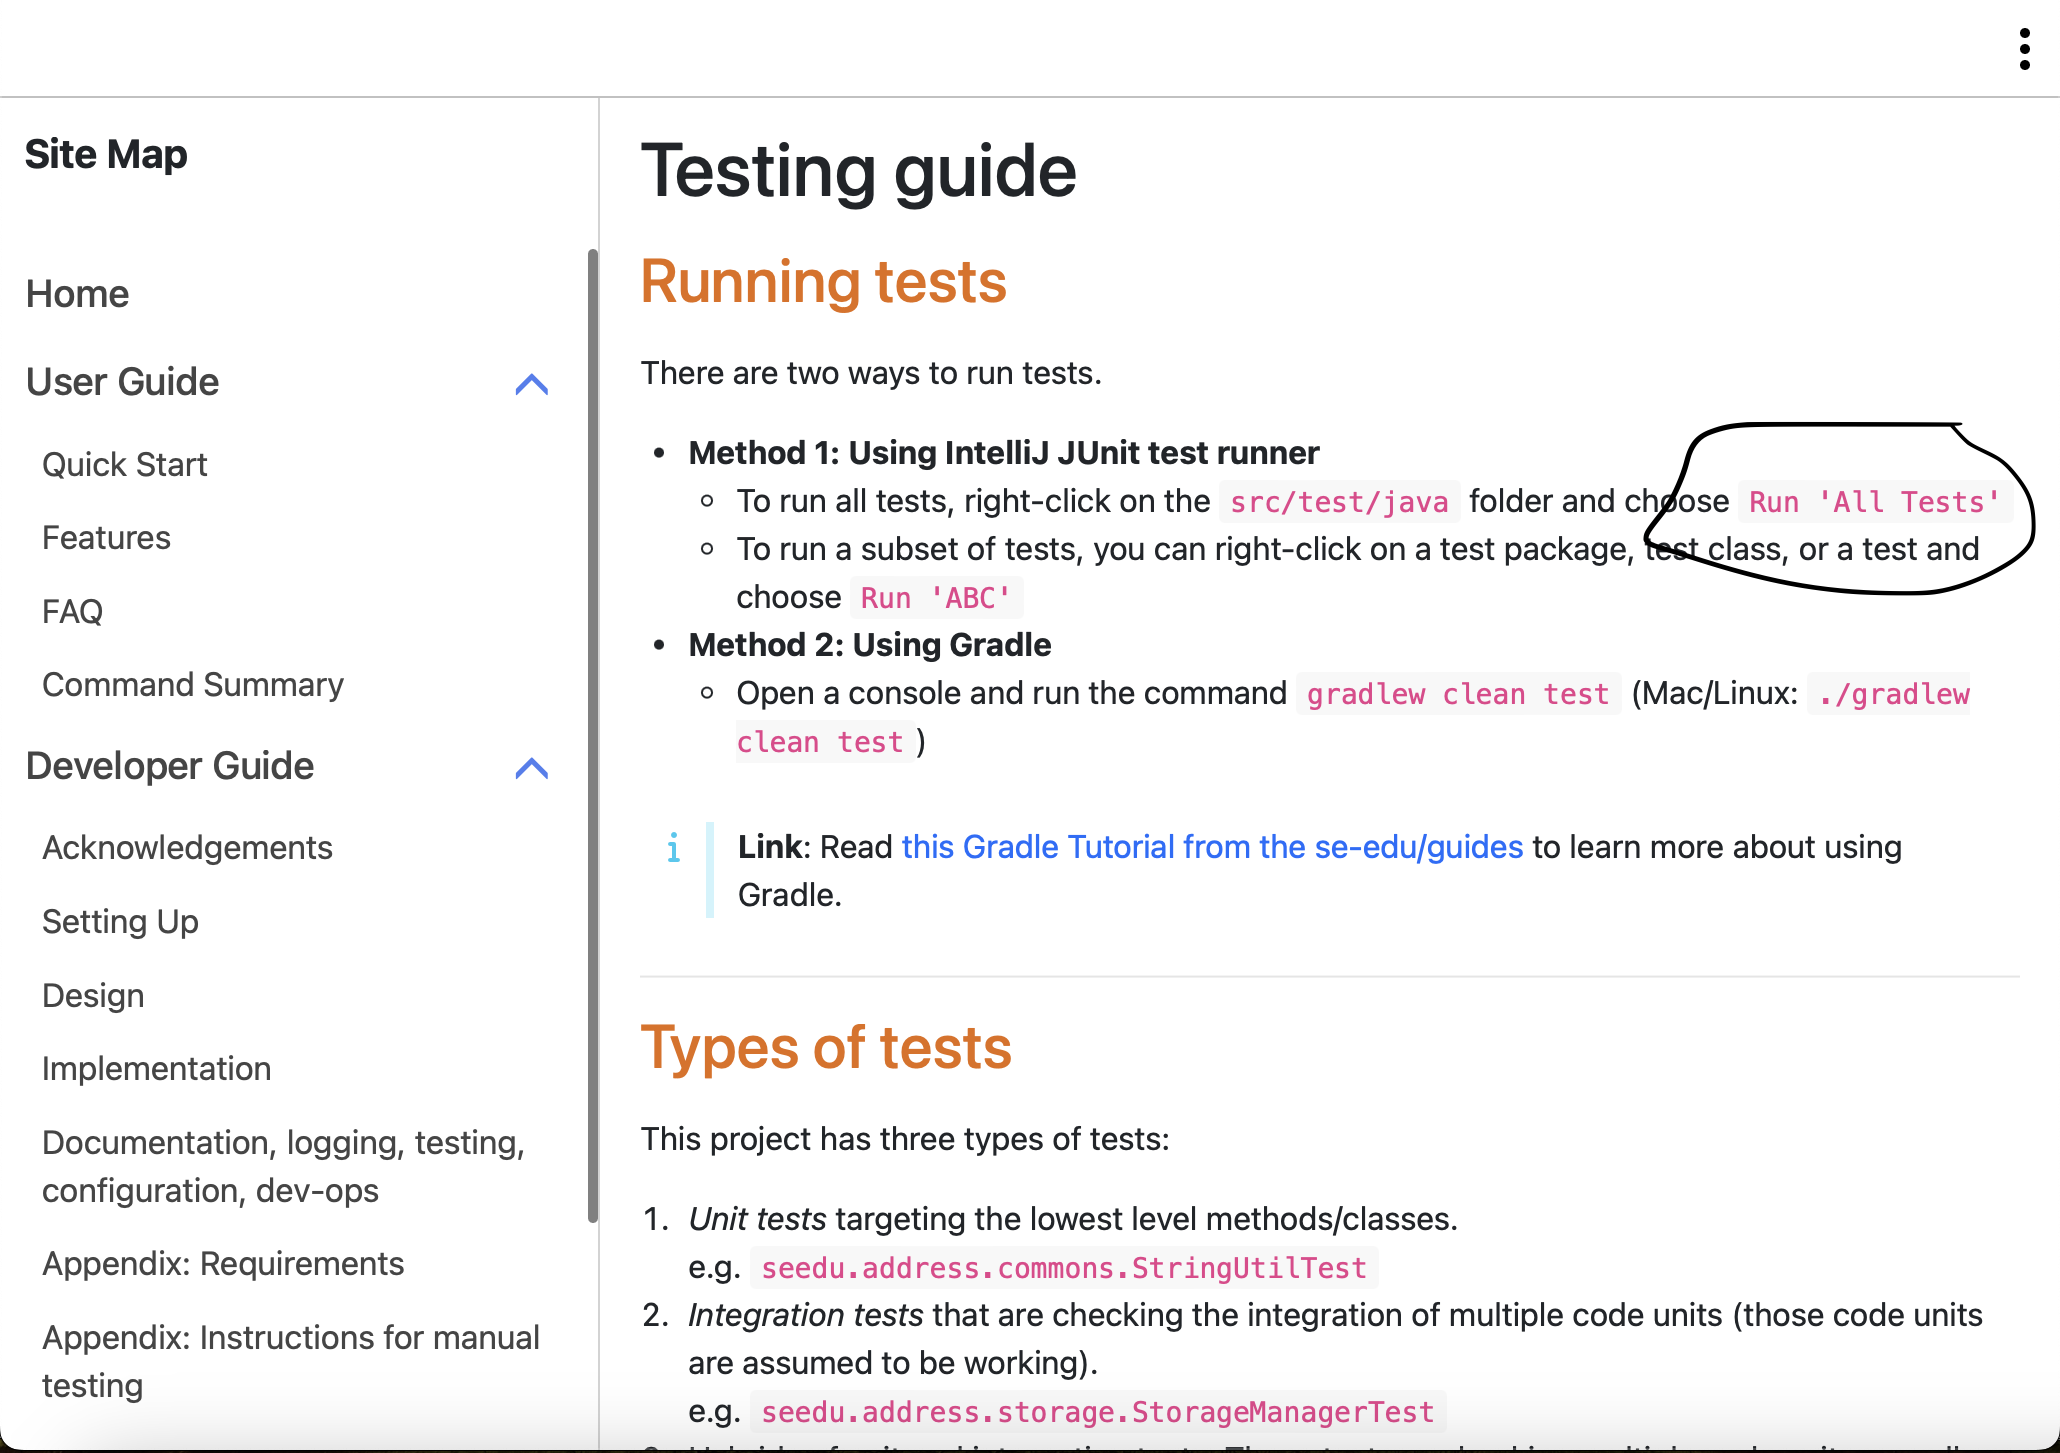 Site Map
Home
User Guide
Quick Start
Features
FAQ
Command Summary
Developer Guide
Acknowledgements
Setting Up
Design
Implementation
Documentation, logging, testing,
configuration, dev-ops
Appendix: Requirements
Appendix: Instructions for manual
testing
Testing guide
Running tests
There are two ways to run tests.
• Method 1: Using IntelliJ JUnit test runner
◦ To run all tests, right-click on the src/test/java folder and choose Run 'All Tests'
◦ To run a subset of tests, you can right-click on a test package, test class, or a test and
choose Run 'ABC'
• Method 2: Using Gradle
◦ Open a console and run the command gradlew clean test (Mac/Linux: ./gradlew
clean test )
Link: Read this Gradle Tutorial from the se-edu/guides to learn more about using
Gradle.
Types of tests
This project has three types of tests:
1. Unit tests targeting the lowest level methods/classes.
e.g. seedu.address.commons.StringUtilTest
2. Integration tests that are checking the integration of multiple code units (those code units
are assumed to be working).
e.g. seedu.address.storage.StorageManagerTest